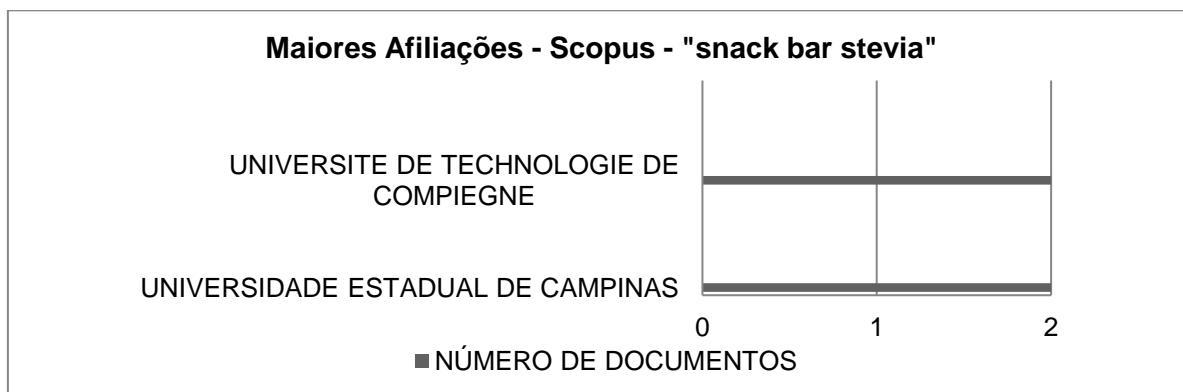 Maiores Afiliações - Scopus - "snack bar stevia"
UNIVERSITE DE TECHNOLOGIE DE
COMPIEGNE
UNIVERSIDADE ESTADUAL DE CAMPINAS
0 1 2
NÚMERO DE DOCUMENTOS